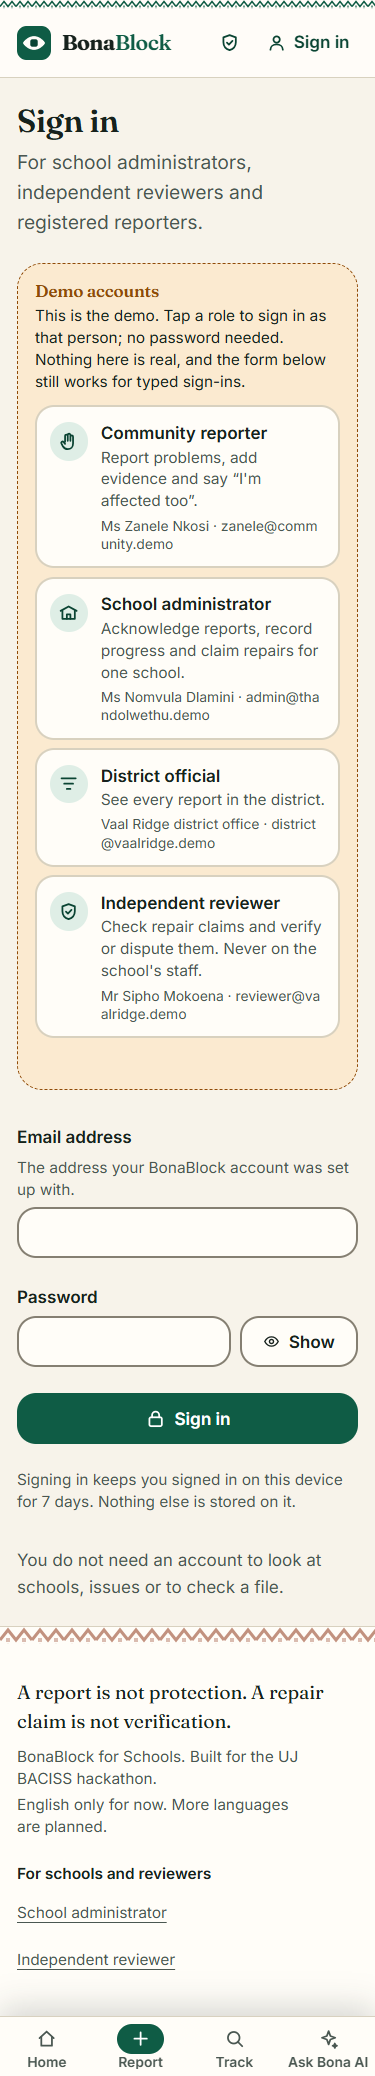 BonaBlock
Sign in
Sign in
For school administrators,
independent reviewers and
registered reporters.
Demo accounts
This is the demo. Tap a role to sign in as
that person; no password needed.
Nothing here is real, and the form below
still works for typed sign-ins.
Community reporter
Report problems, add
evidence and say “I'm
affected too”.
Ms Zanele Nkosi · zanele@comm
unity.demo
School administrator
Acknowledge reports, record
progress and claim repairs for
one school.
Ms Nomvula Dlamini · admin@tha
ndolwethu.demo
District official
See every report in the district.
Vaal Ridge district office · district
@vaalridge.demo
Independent reviewer
Check repair claims and verify
or dispute them. Never on the
school's staff.
Mr Sipho Mokoena · reviewer@va
alridge.demo
Email address
The address your BonaBlock account was set
up with.
Password
Show
Sign in
Signing in keeps you signed in on this device
for 7 days. Nothing else is stored on it.
You do not need an account to look at
schools, issues or to check a file.
A report is not protection. A repair
claim is not verification.
BonaBlock for Schools. Built for the UJ
BACISS hackathon.
English only for now. More languages
are planned.
For schools and reviewers
School administrator
Independent reviewer
Home
Report
Track
Ask Bona AI